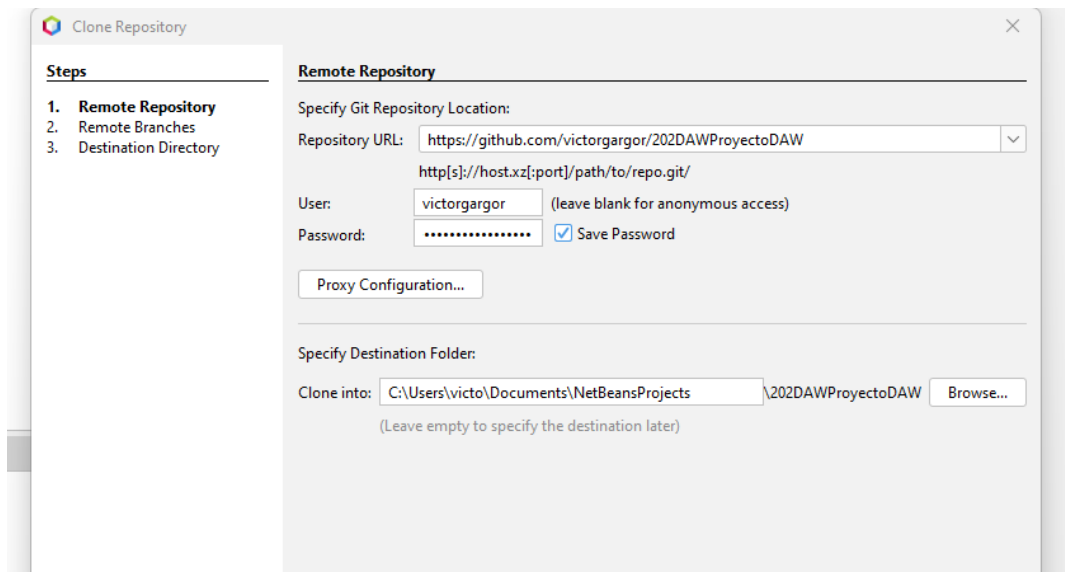 Clone Repository
Steps
1. Remote Repository
2. Remote Branches
3. Destination Directory
Remote Repository
Specify Git Repository Location:
Repository URL: https://github.com/victorgargor/202DAWProyectoDAW
http[s]://host.xz[:port]/path/to/repo.git/
User: victorgargor (leave blank for anonymous access)
Password: ••••••••••••••••• Save Password
Proxy Configuration...
Specify Destination Folder:
Clone into: C:\Users\victo\Documents\NetBeansProjects \202DAWProyectoDAW Browse...
(Leave empty to specify the destination later)